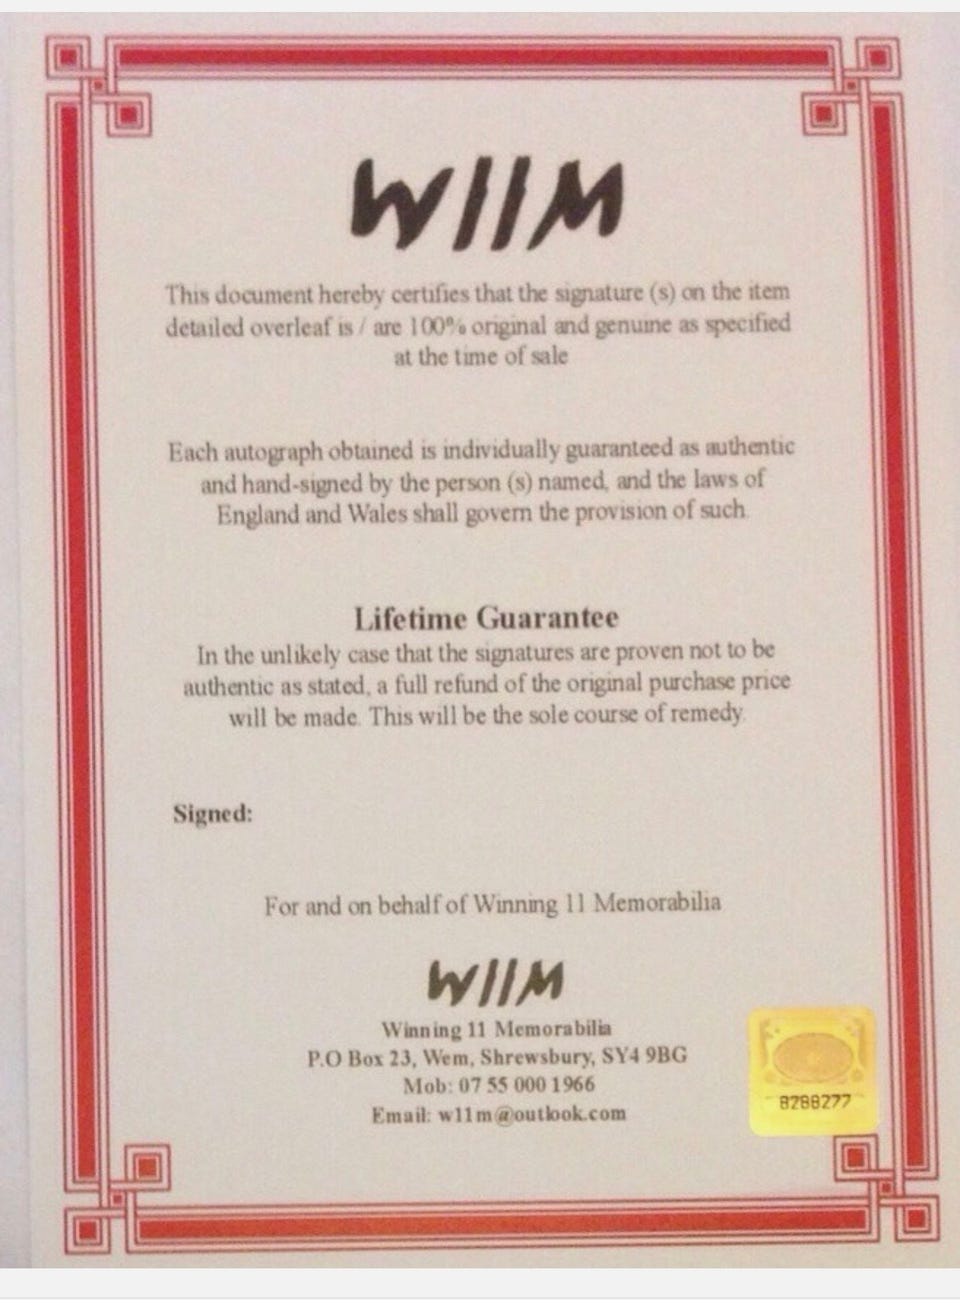 W11M
This document hereby certifies that the signature (s) on the item
detailed overleaf is / are 100% original and genuine as specified
at the time of sale
Each autograph obtained is individually guaranteed as authentic
and hand-signed by the person (s) named, and the laws of
England and Wales shall govern the provision of such.
Lifetime Guarantee
In the unlikely case that the signatures are proven not to be
authentic as stated, a full refund of the original purchase price
will be made. This will be the sole course of remedy.
Signed:
For and on behalf of Winning 11 Memorabilia
W11M
Winning 11 Memorabilia
P.O Box 23, Wem, Shrewsbury, SY4 9BG
Mob: 07 55 000 1966
Email: w11m@outlook.com
8288277